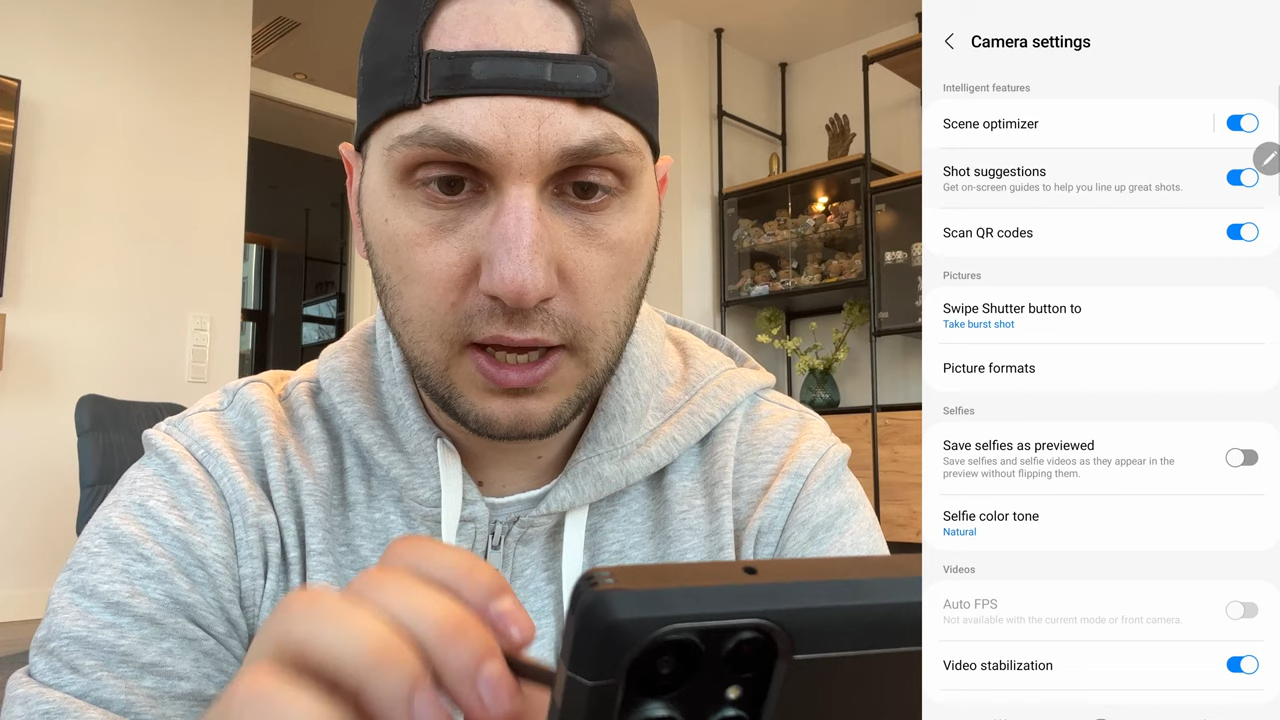 Camera settings
Intelligent features
Scene optimizer
Shot suggestions
Get on-screen guides to help you line up great shots.
Scan QR codes
Pictures
Swipe Shutter button to
Take burst shot
Picture formats
Selfies
Save selfies as previewed
Save selfies and selfie videos as they appear in the
preview without flipping them.
Selfie color tone
Natural
Videos
Auto FPS
Not available with the current mode or front camera.
Video stabilization